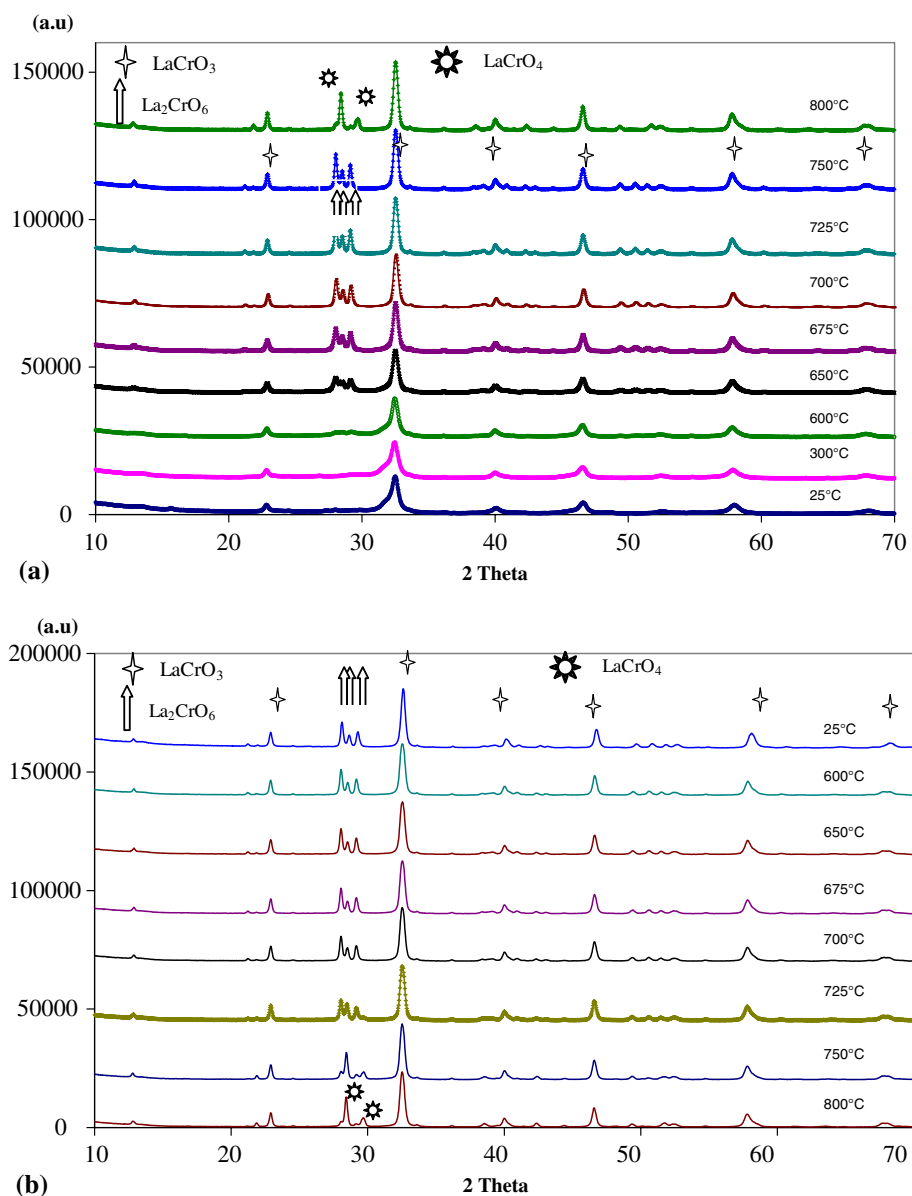 (a.u)
150000
LaCrO₃
LaCrO₄
La₂CrO₆
800°C
750°C
100000
725°C
700°C
675°C
50000
650°C
600°C
300°C
25°C
0
10 20 30 40 50 60 70
(a)
2 Theta
(a.u)
200000
LaCrO₃
LaCrO₄
La₂CrO₆
25°C
150000
600°C
650°C
100000
675°C
700°C
725°C
50000
750°C
800°C
0
10 20 30 40 50 60 70
(b)
2 Theta